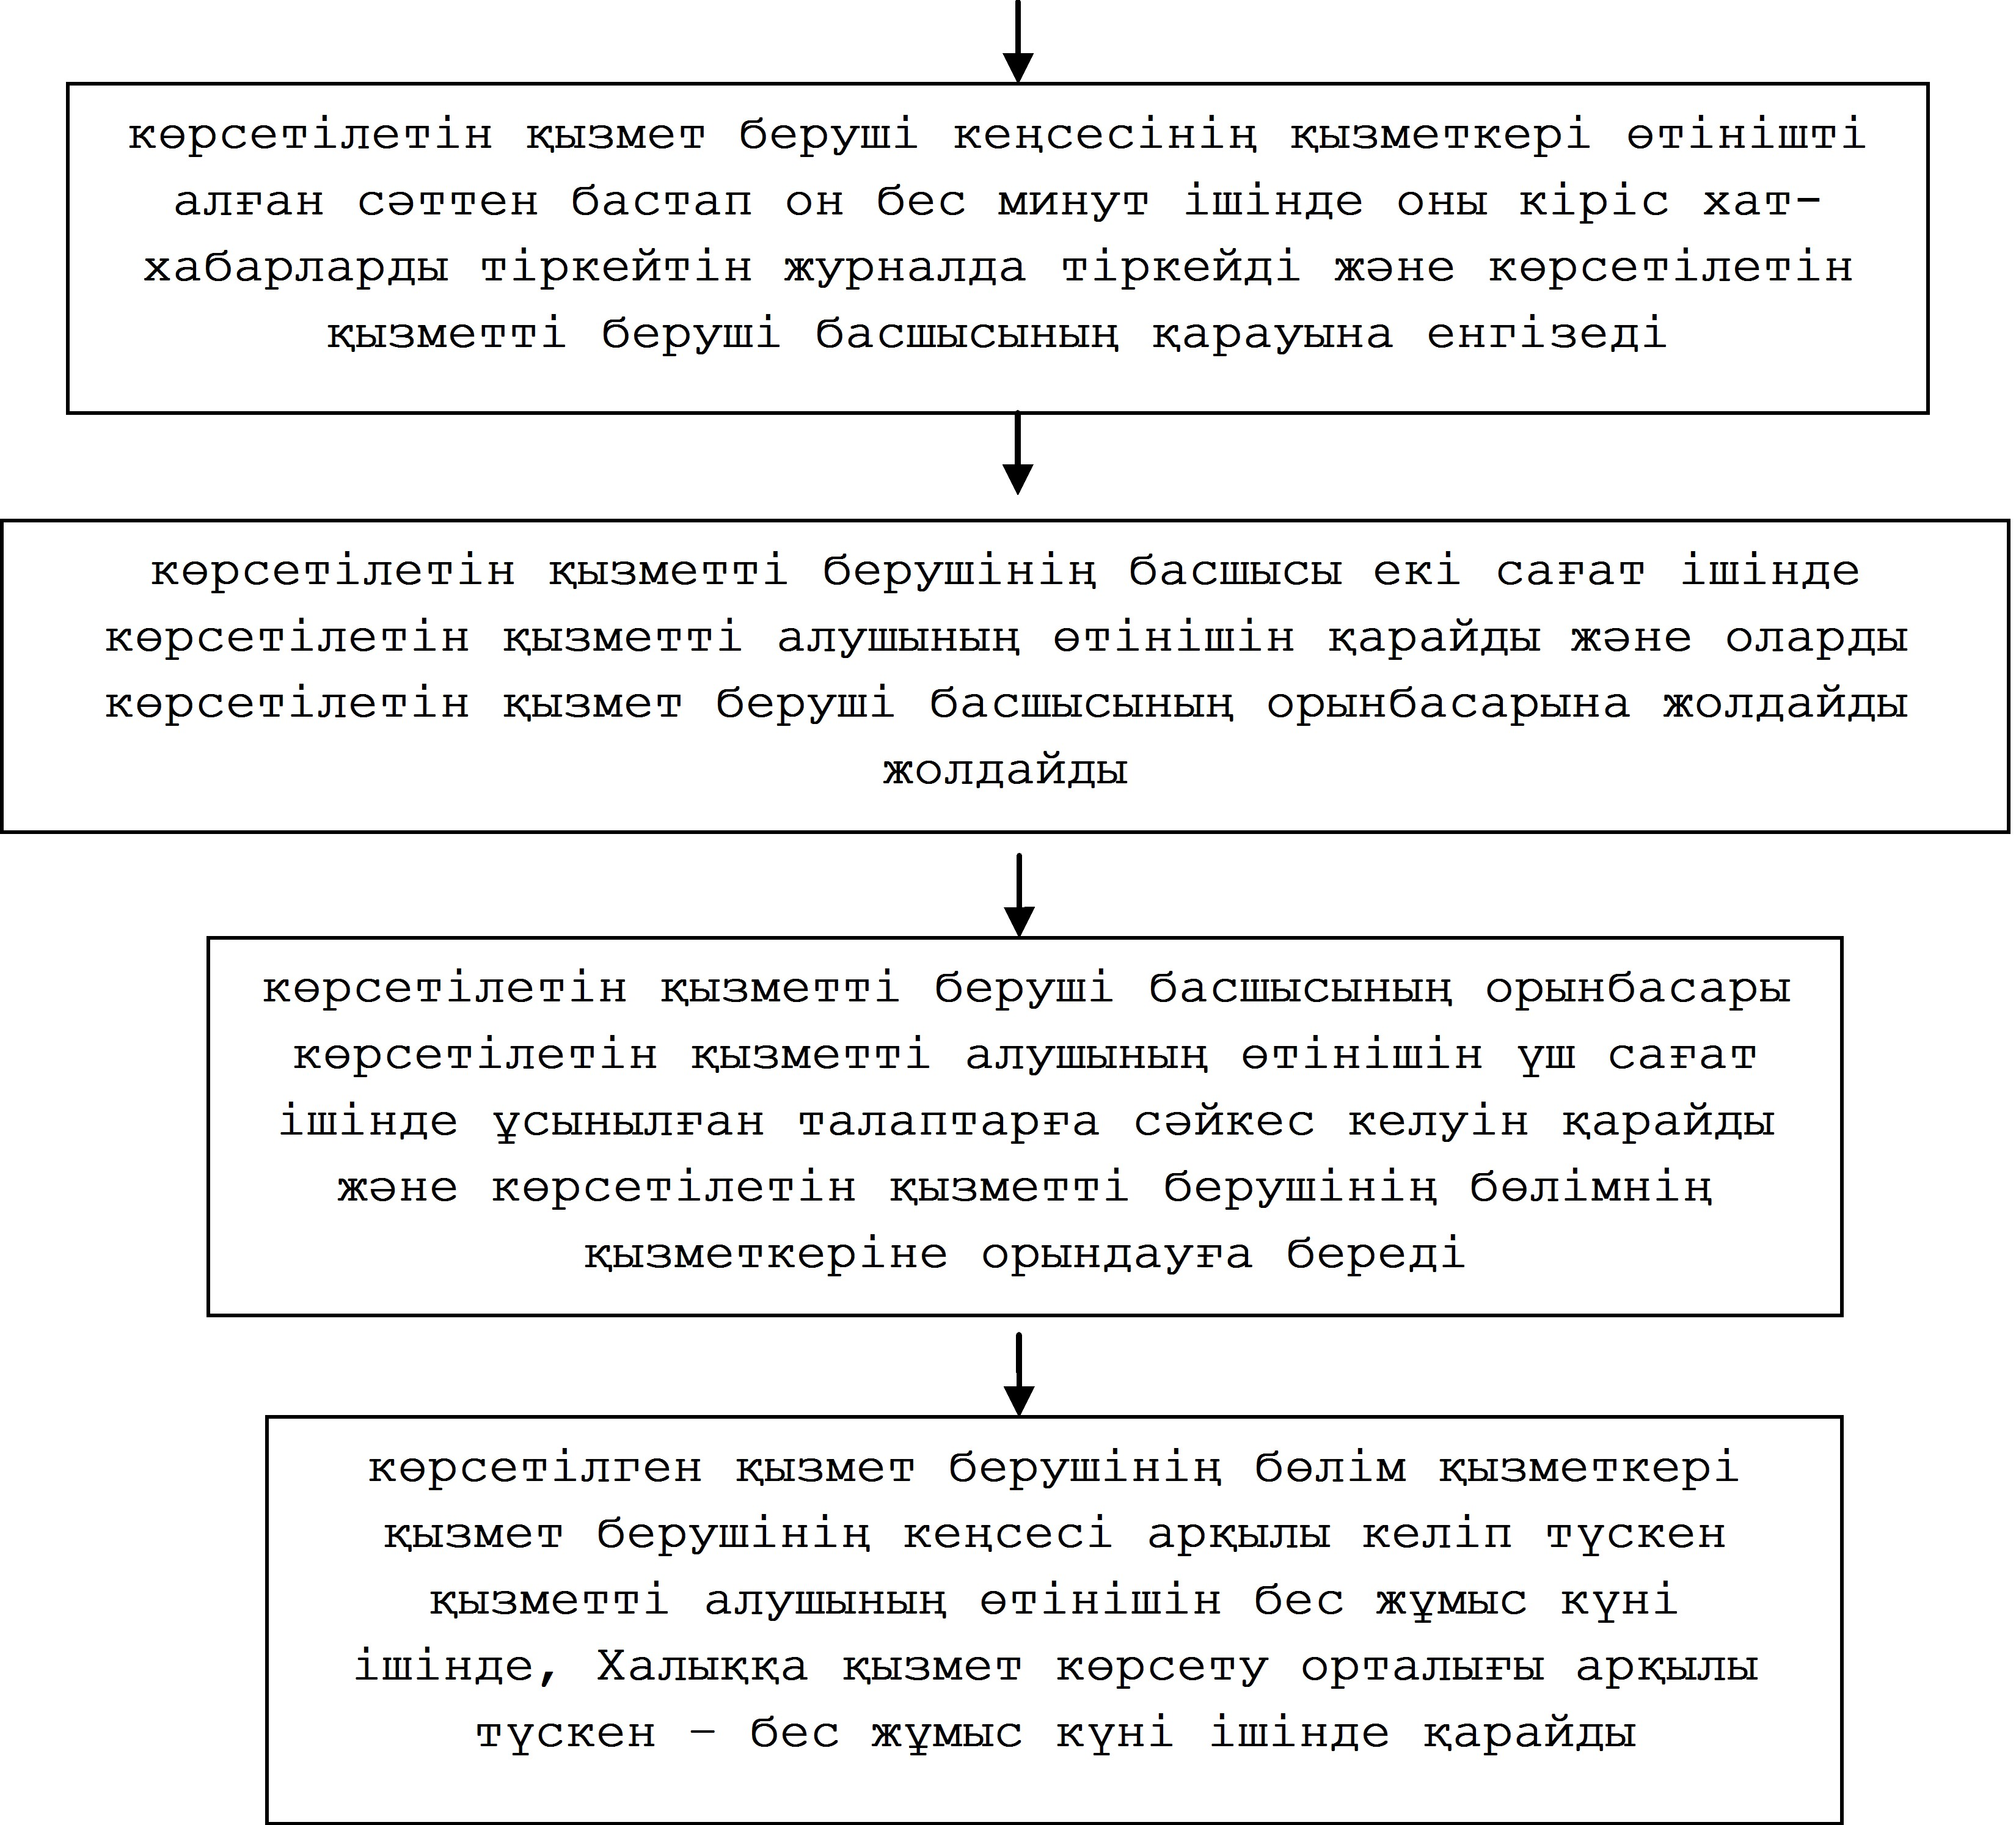 көрсетілетін қызмет беруші кеңсесінің қызметкері өтінішті
алған сәттен бастап он бес минут ішінде оны кіріс хат-
хабарларды тіркейтін журналда тіркейді және көрсетілетін
қызметті беруші басшысының қарауына енгізеді
көрсетілетін қызметті берушінің басшысы екі сағат ішінде
көрсетілетін қызметті алушының өтінішін қарайды және оларды
көрсетілетін қызмет беруші басшысының орынбасарына жолдайды
жолдайды
көрсетілетін қызметті беруші басшысының орынбасары
көрсетілетін қызметті алушының өтінішін үш сағат
ішінде ұсынылған талаптарға сәйкес келуін қарайды
және көрсетілетін қызметті берушінің бөлімнің
қызметкеріне орындауға береді
көрсетілген қызмет берушінің бөлім қызметкері
қызмет берушінің кеңсесі арқылы келіп түскен
қызметті алушының өтінішін бес жұмыс күні
ішінде, Халыққа қызмет көрсету орталығы арқылы
түскен – бес жұмыс күні ішінде қарайды